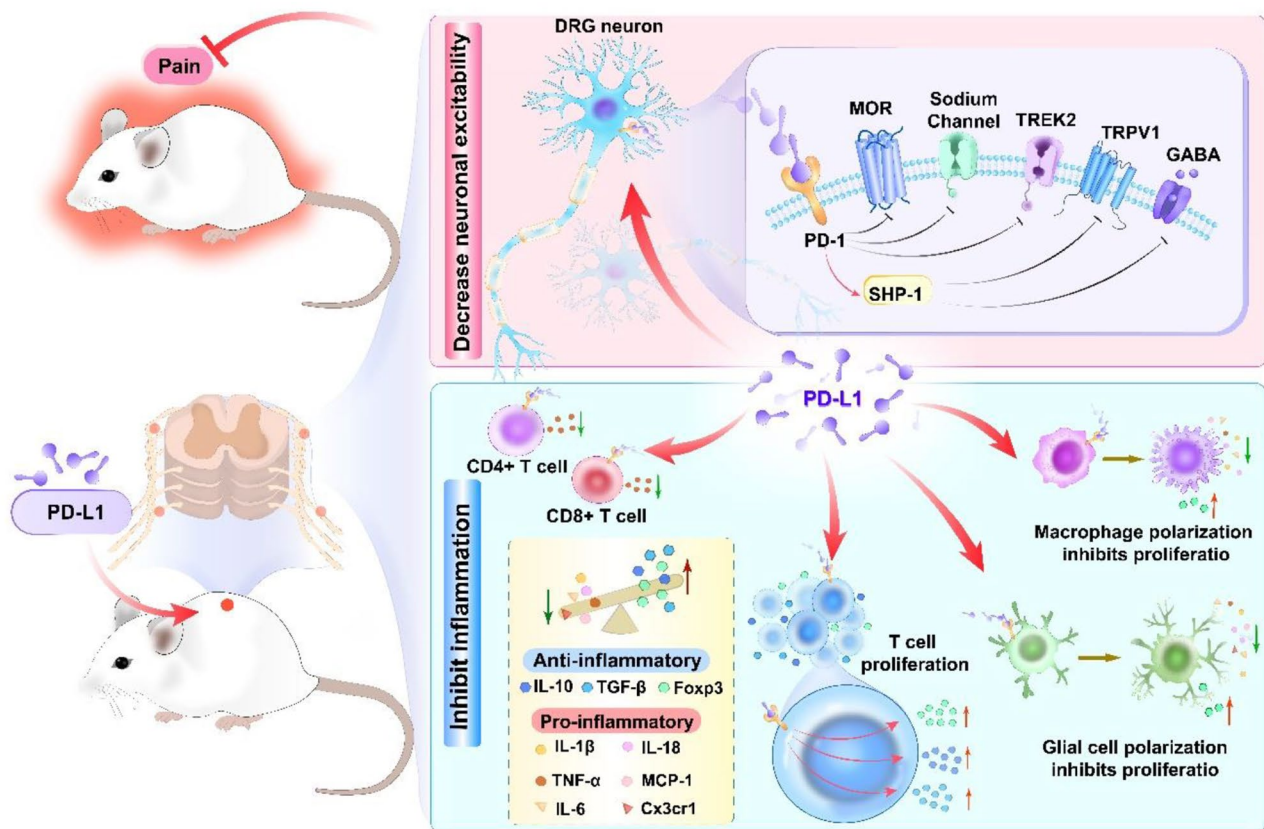 Pain
PD-L1
Decrease neuronal excitability
DRG neuron
MOR
Sodium
Channel
TREK2
TRPV1
GABA
PD-1
SHP-1
PD-L1
Inhibit inflammation
CD4+ T cell
CD8+ T cell
Anti-inflammatory
IL-10 TGF-β Foxp3
Pro-inflammatory
IL-1β IL-18
TNF-α MCP-1
IL-6 Cx3cr1
T cell
proliferation
Macrophage polarization
inhibits proliferatio
Glial cell polarization
inhibits proliferatio